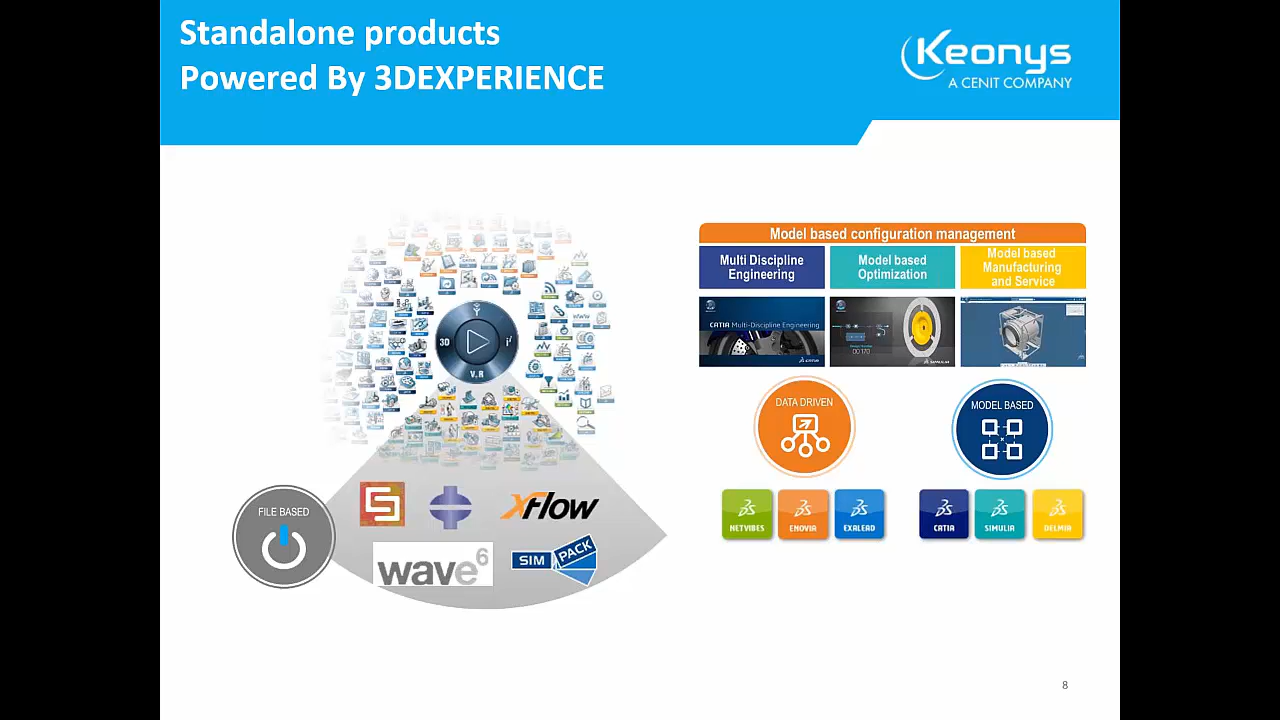 Standalone products
Powered By 3DEXPERIENCE
Keonys
A CENIT COMPANY
3D
V,R
FILE BASED
XFlow
wave6
SIM
PACK
Model based configuration management
Multi Discipline
Engineering
Model based
Optimization
Model based
Manufacturing
and Service
CATIA Multi-Discipline Engineering
DATA DRIVEN
MODEL BASED
NETVIBES
ENOVIA
EXALEAD
CATIA
SIMULIA
DELMIA
8